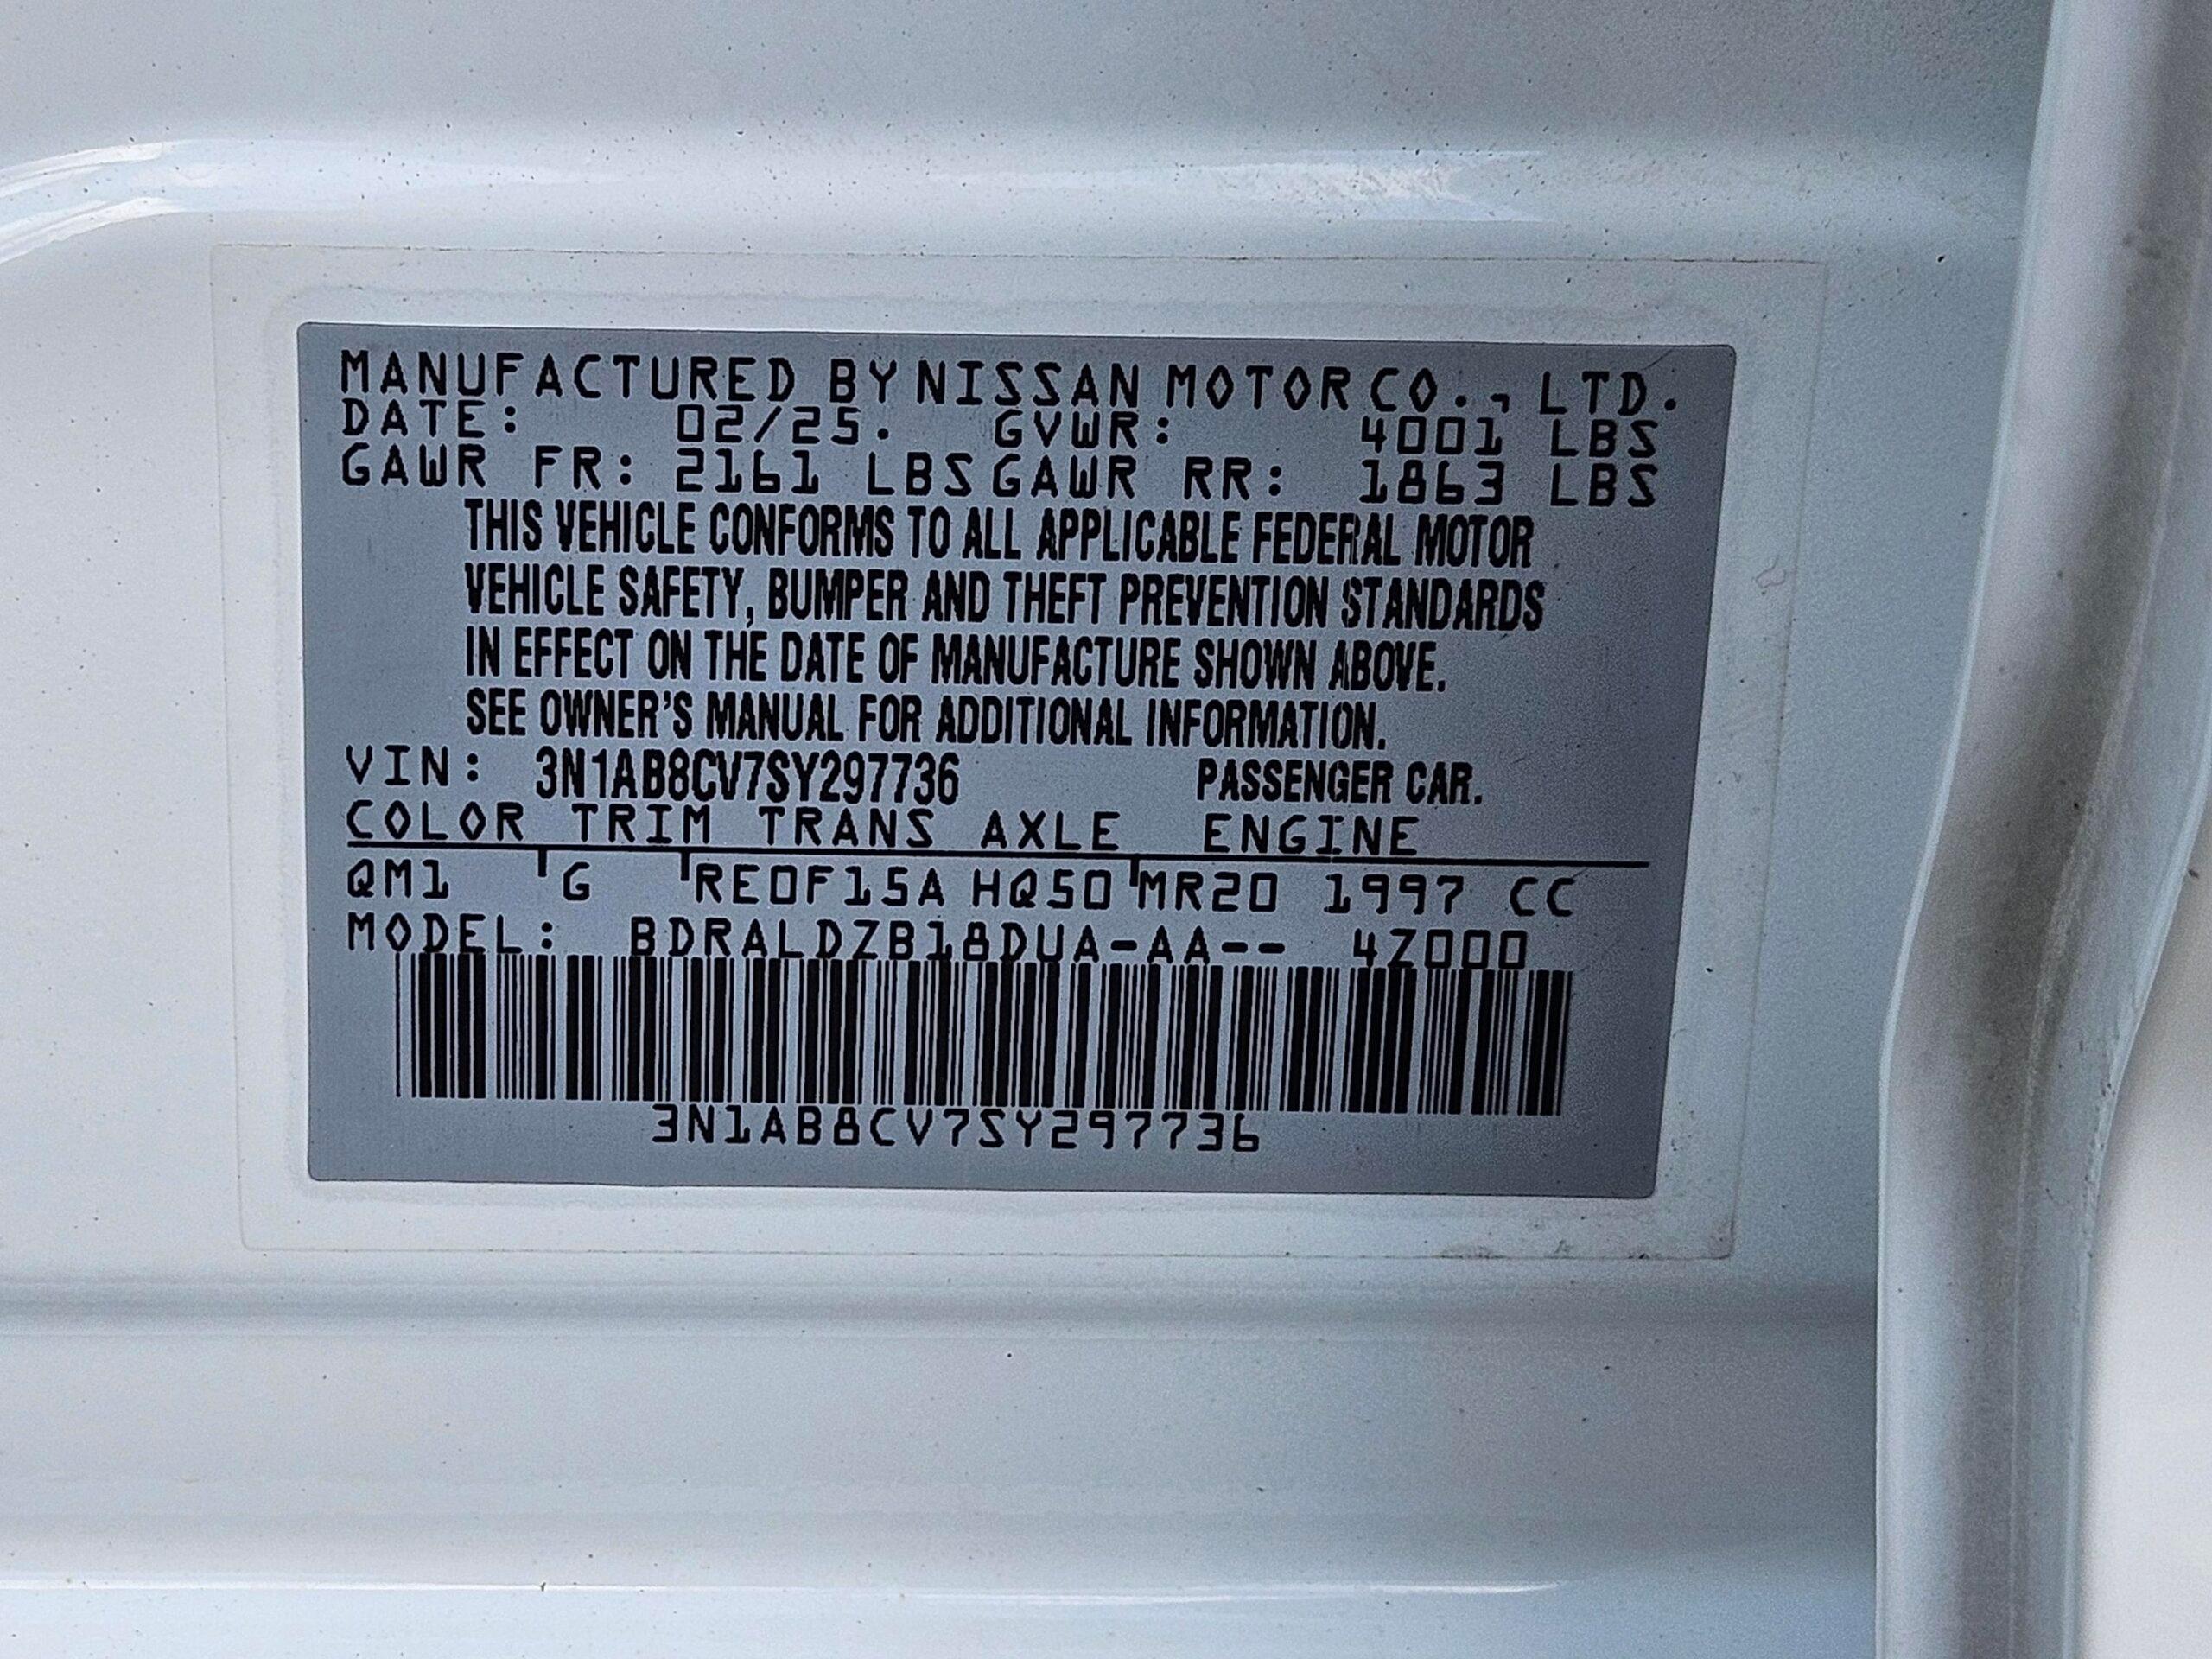 MANUFACTURED BY NISSAN MOTOR CO., LTD.
DATE: 02/25. GVWR: 4001 LBS
GAWR FR: 2161 LBS GAWR RR: 1863 LBS
THIS VEHICLE CONFORMS TO ALL APPLICABLE FEDERAL MOTOR
VEHICLE SAFETY, BUMPER AND THEFT PREVENTION STANDARDS
IN EFFECT ON THE DATE OF MANUFACTURE SHOWN ABOVE.
SEE OWNER'S MANUAL FOR ADDITIONAL INFORMATION.
VIN: 3N1AB8CV7SY297736 PASSENGER CAR.
COLOR TRIM TRANS AXLE ENGINE
QM1 G RE0F15A HQ50 MR20 1997 CC
MODEL: BDRALDZB18DUA-AA-- 4Z000
3N1AB8CV7SY297736